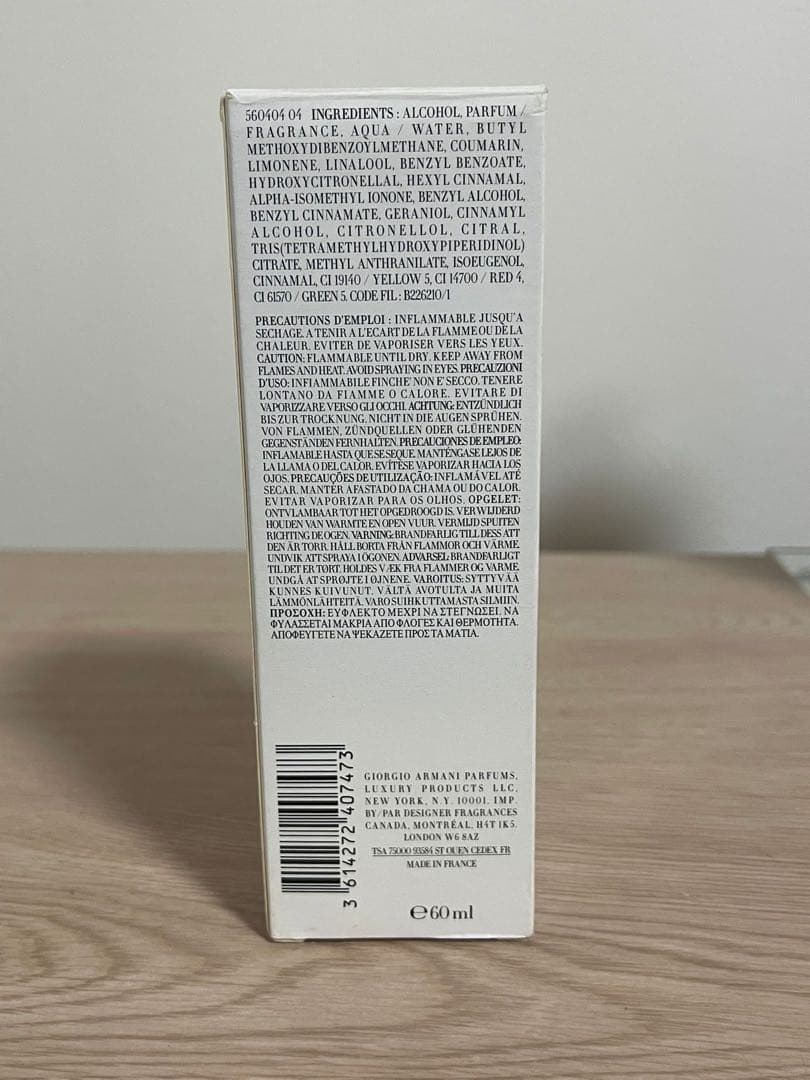 560404 04 INGREDIENTS : ALCOHOL, PARFUM /
FRAGRANCE, AQUA / WATER, BUTYL
METHOXYDIBENZOYLMETHANE, COUMARIN,
LIMONENE, LINALOOL, BENZYL BENZOATE,
HYDROXYCITRONELLAL, HEXYL CINNAMAL,
ALPHA-ISOMETHYL IONONE, BENZYL ALCOHOL,
BENZYL CINNAMATE, GERANIOL, CINNAMYL
ALCOHOL, CITRONELLOL, CITRAL,
TRIS(TETRAMETHYLHYDROXYPIPERIDINOL)
CITRATE, METHYL ANTHRANILATE, ISOEUGENOL,
CINNAMAL, CI 19140 / YELLOW 5, CI 14700 / RED 4,
CI 61570 / GREEN 5. CODE FIL : B226210/1
PRECAUTIONS D'EMPLOI : INFLAMMABLE JUSQU'A
SECHAGE. A TENIR A L'ECART DE LA FLAMME OU DE LA
CHALEUR. EVITER DE VAPORISER VERS LES YEUX.
CAUTION: FLAMMABLE UNTIL DRY. KEEP AWAY FROM
FLAMES AND HEAT. AVOID SPRAYING IN EYES. PRECAUZIONI
D'USO: INFIAMMABILE FINCHE' NON E' SECCO. TENERE
LONTANO DA FIAMME O CALORE. EVITARE DI
VAPORIZZARE VERSO GLI OCCHI. ACHTUNG: ENTZÜNDLICH
BIS ZUR TROCKNUNG. NICHT IN DIE AUGEN SPRÜHEN.
VON FLAMMEN, ZÜNDQUELLEN ODER GLÜHENDEN
GEGENSTÄNDEN FERNHALTEN. PRECAUCIONES DE EMPLEO:
INFLAMABLE HASTA QUE SE SEQUE. MANTÉNGASE LEJOS DE
LA LLAMA O DEL CALOR. EVÍTESE VAPORIZAR HACIA LOS
OJOS. PRECAUÇÕES DE UTILIZAÇÃO: INFLAMÁVEL ATÉ
SECAR. MANTER AFASTADO DA CHAMA OU DO CALOR.
EVITAR VAPORIZAR PARA OS OLHOS. OPGELET:
ONTVLAMBAAR TOT HET OPGEDROOGD IS. VERWIJDERD
HOUDEN VAN WARMTE EN OPEN VUUR. VERMIJD SPUITEN
RICHTING DE OGEN. VARNING: BRANDFARLIG TILL DESS ATT
DEN ÄR TORR. HÅLL BORTA FRÅN FLAMMOR OCH VÄRME.
UNDVIK ATT SPRAYA I ÖGONEN. ADVARSEL: BRANDFARLIGT
TIL DET ER TØRT. HOLDES VÆK FRA FLAMMER OG VARME.
UNDGÅ AT SPRØJTE I ØJNENE. VAROITUS: SYTTYVÄÄ
KUNNES KUIVUNUT. VÄLTÄ AVOTULTA JA MUITA
LÄMMÖNLÄHTEITÄ. VARO SUIHKUTTAMASTA SILMIIN.
ΠΡΟΣΟΧΗ: ΕΥΦΛΕΚΤΟ ΜΕΧΡΙ ΝΑ ΣΤΕΓΝΩΣΕΙ. ΝΑ
ΦΥΛΑΣΣΕΤΑΙ ΜΑΚΡΙΑ ΑΠΟ ΦΛΟΓΕΣ ΚΑΙ ΘΕΡΜΟΤΗΤΑ.
ΑΠΟΦΕΥΓΕΤΕ ΝΑ ΨΕΚΑΖΕΤΕ ΠΡΟΣ ΤΑ ΜΑΤΙΑ.
3 614272 407473
GIORGIO ARMANI PARFUMS,
LUXURY PRODUCTS LLC,
NEW YORK, N.Y. 10001. IMP.
BY/PAR DESIGNER FRAGRANCES
CANADA, MONTRÉAL, H4T 1K5.
LONDON W6 8AZ
TSA 75000 93584 ST OUEN CEDEX FR
MADE IN FRANCE
℮60 ml